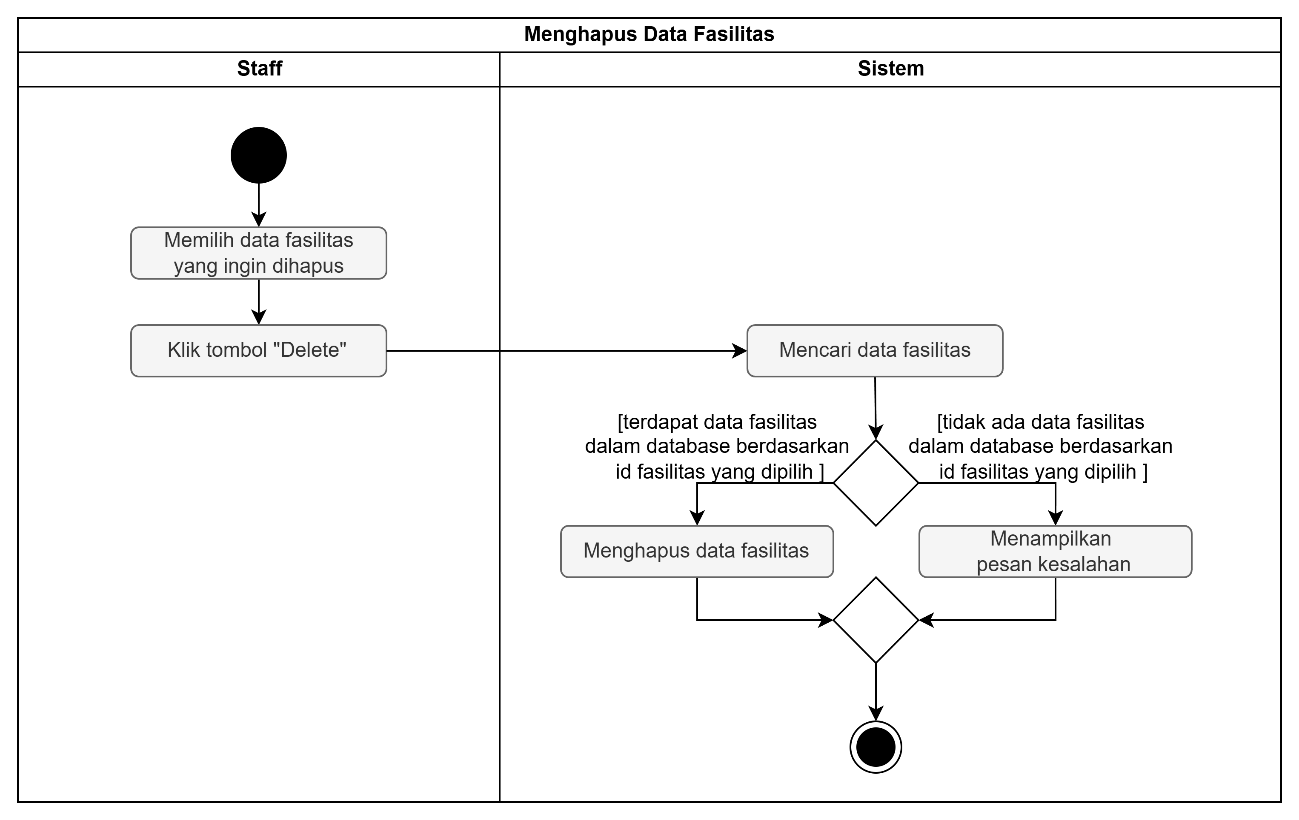 Menghapus Data Fasilitas
Staff
Sistem
Memilih data fasilitas
yang ingin dihapus
Klik tombol "Delete"
Mencari data fasilitas
[terdapat data fasilitas
dalam database berdasarkan
id fasilitas yang dipilih ]
[tidak ada data fasilitas
dalam database berdasarkan
id fasilitas yang dipilih ]
Menghapus data fasilitas
Menampilkan
pesan kesalahan